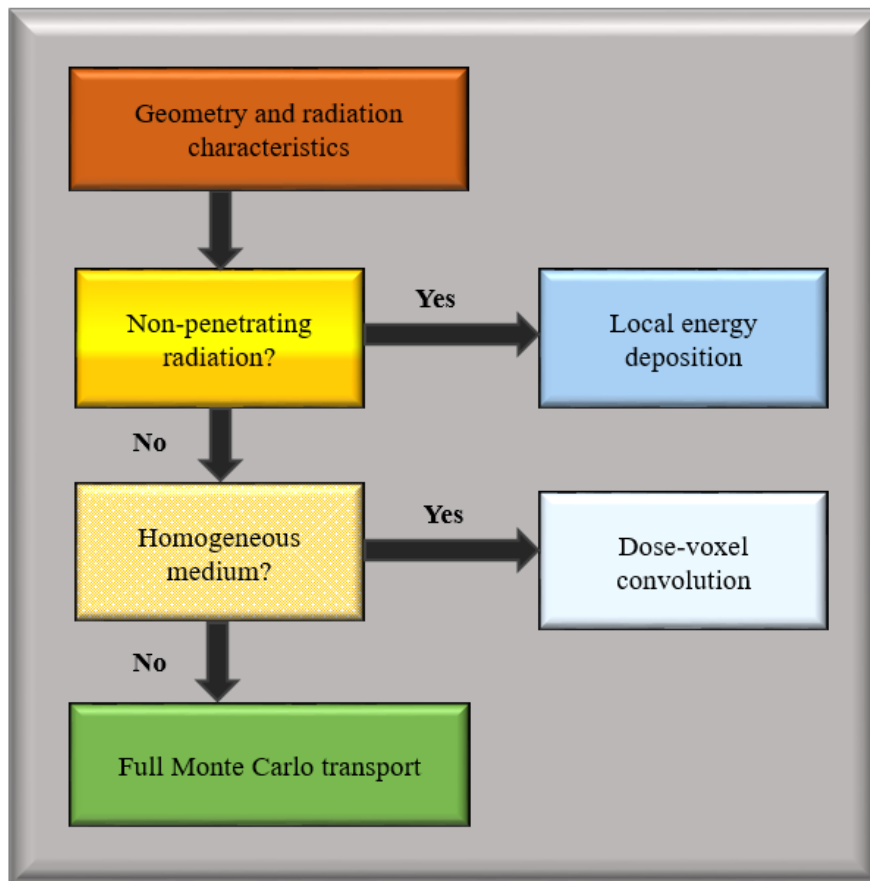 Geometry and radiation
characteristics
Non-penetrating
radiation?
Yes
Local energy
deposition
No
Homogeneous
medium?
Yes
Dose-voxel
convolution
No
Full Monte Carlo transport